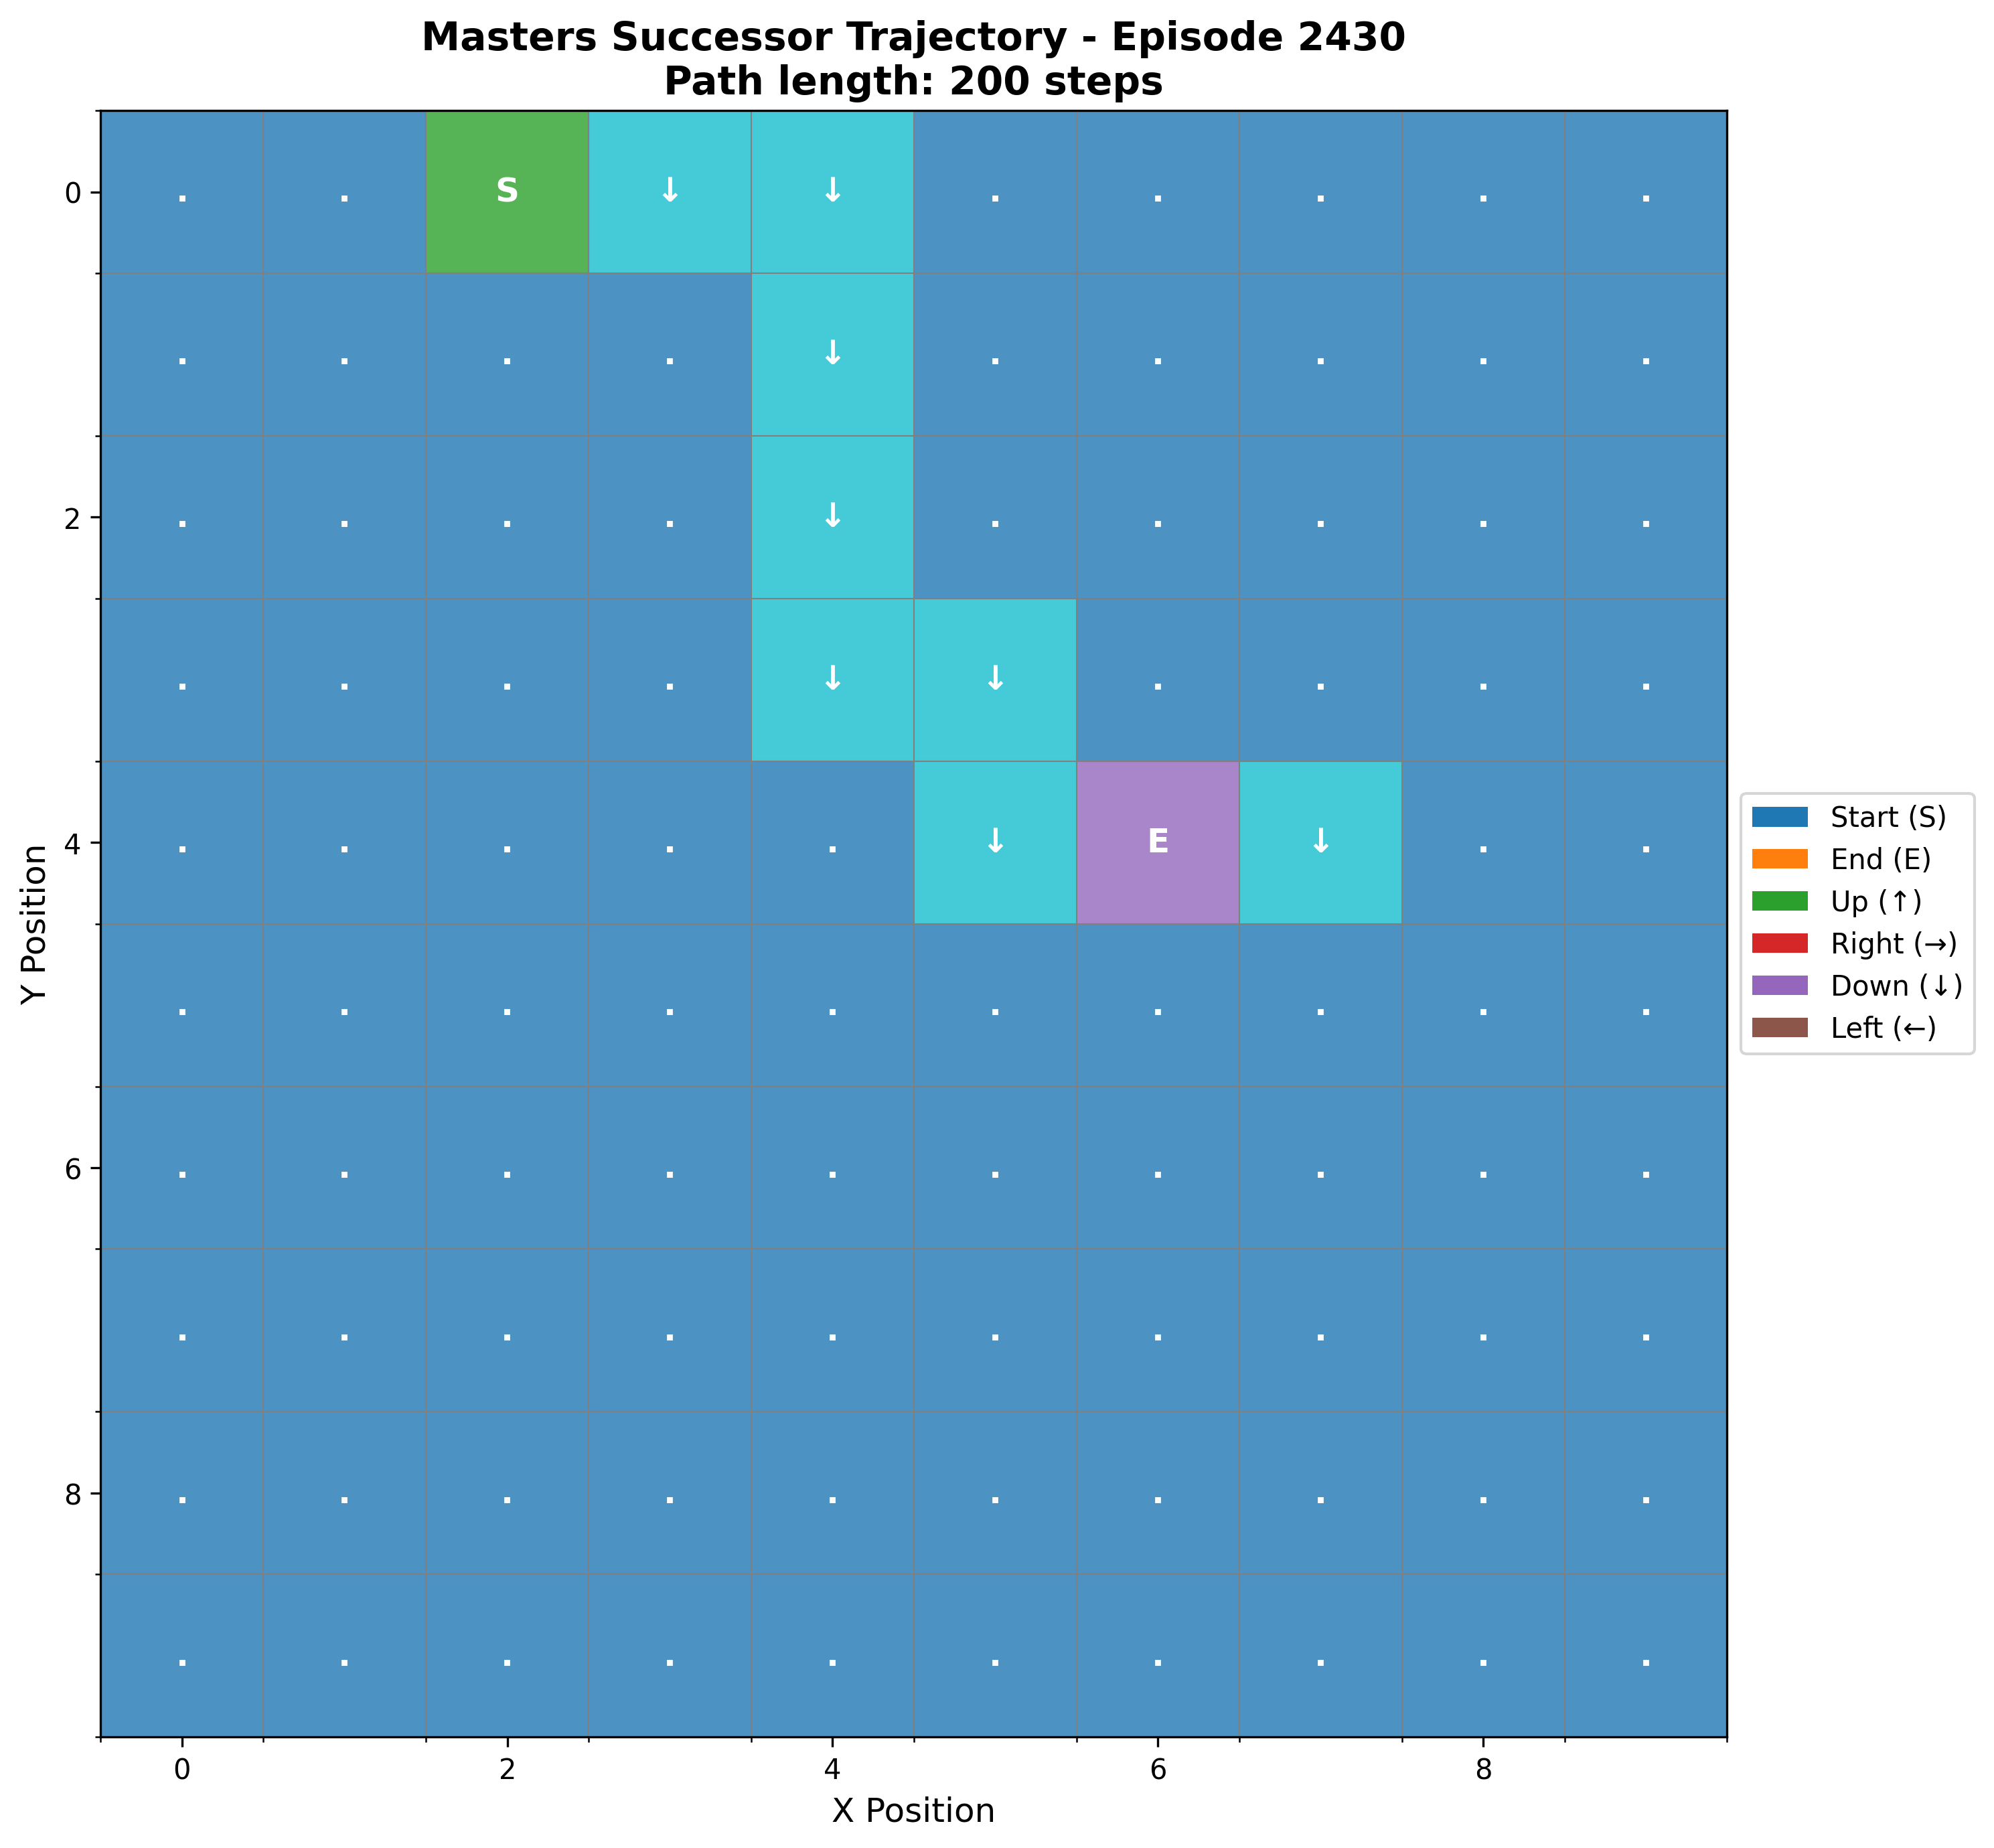 Masters Successor Trajectory - Episode 2430
Path length: 200 steps
0 . . S ↓ ↓ . . . . .
. . . . ↓ . . . . .
2 . . . . ↓ . . . . .
. . . . ↓ ↓ . . . .
4 . . . . . ↓ E ↓ . .
. . . . . . . . . .
6 . . . . . . . . . .
. . . . . . . . . .
8 . . . . . . . . . .
. . . . . . . . . .
0 2 4 6 8
X Position
Y Position
Start (S)
End (E)
Up (↑)
Right (→)
Down (↓)
Left (←)